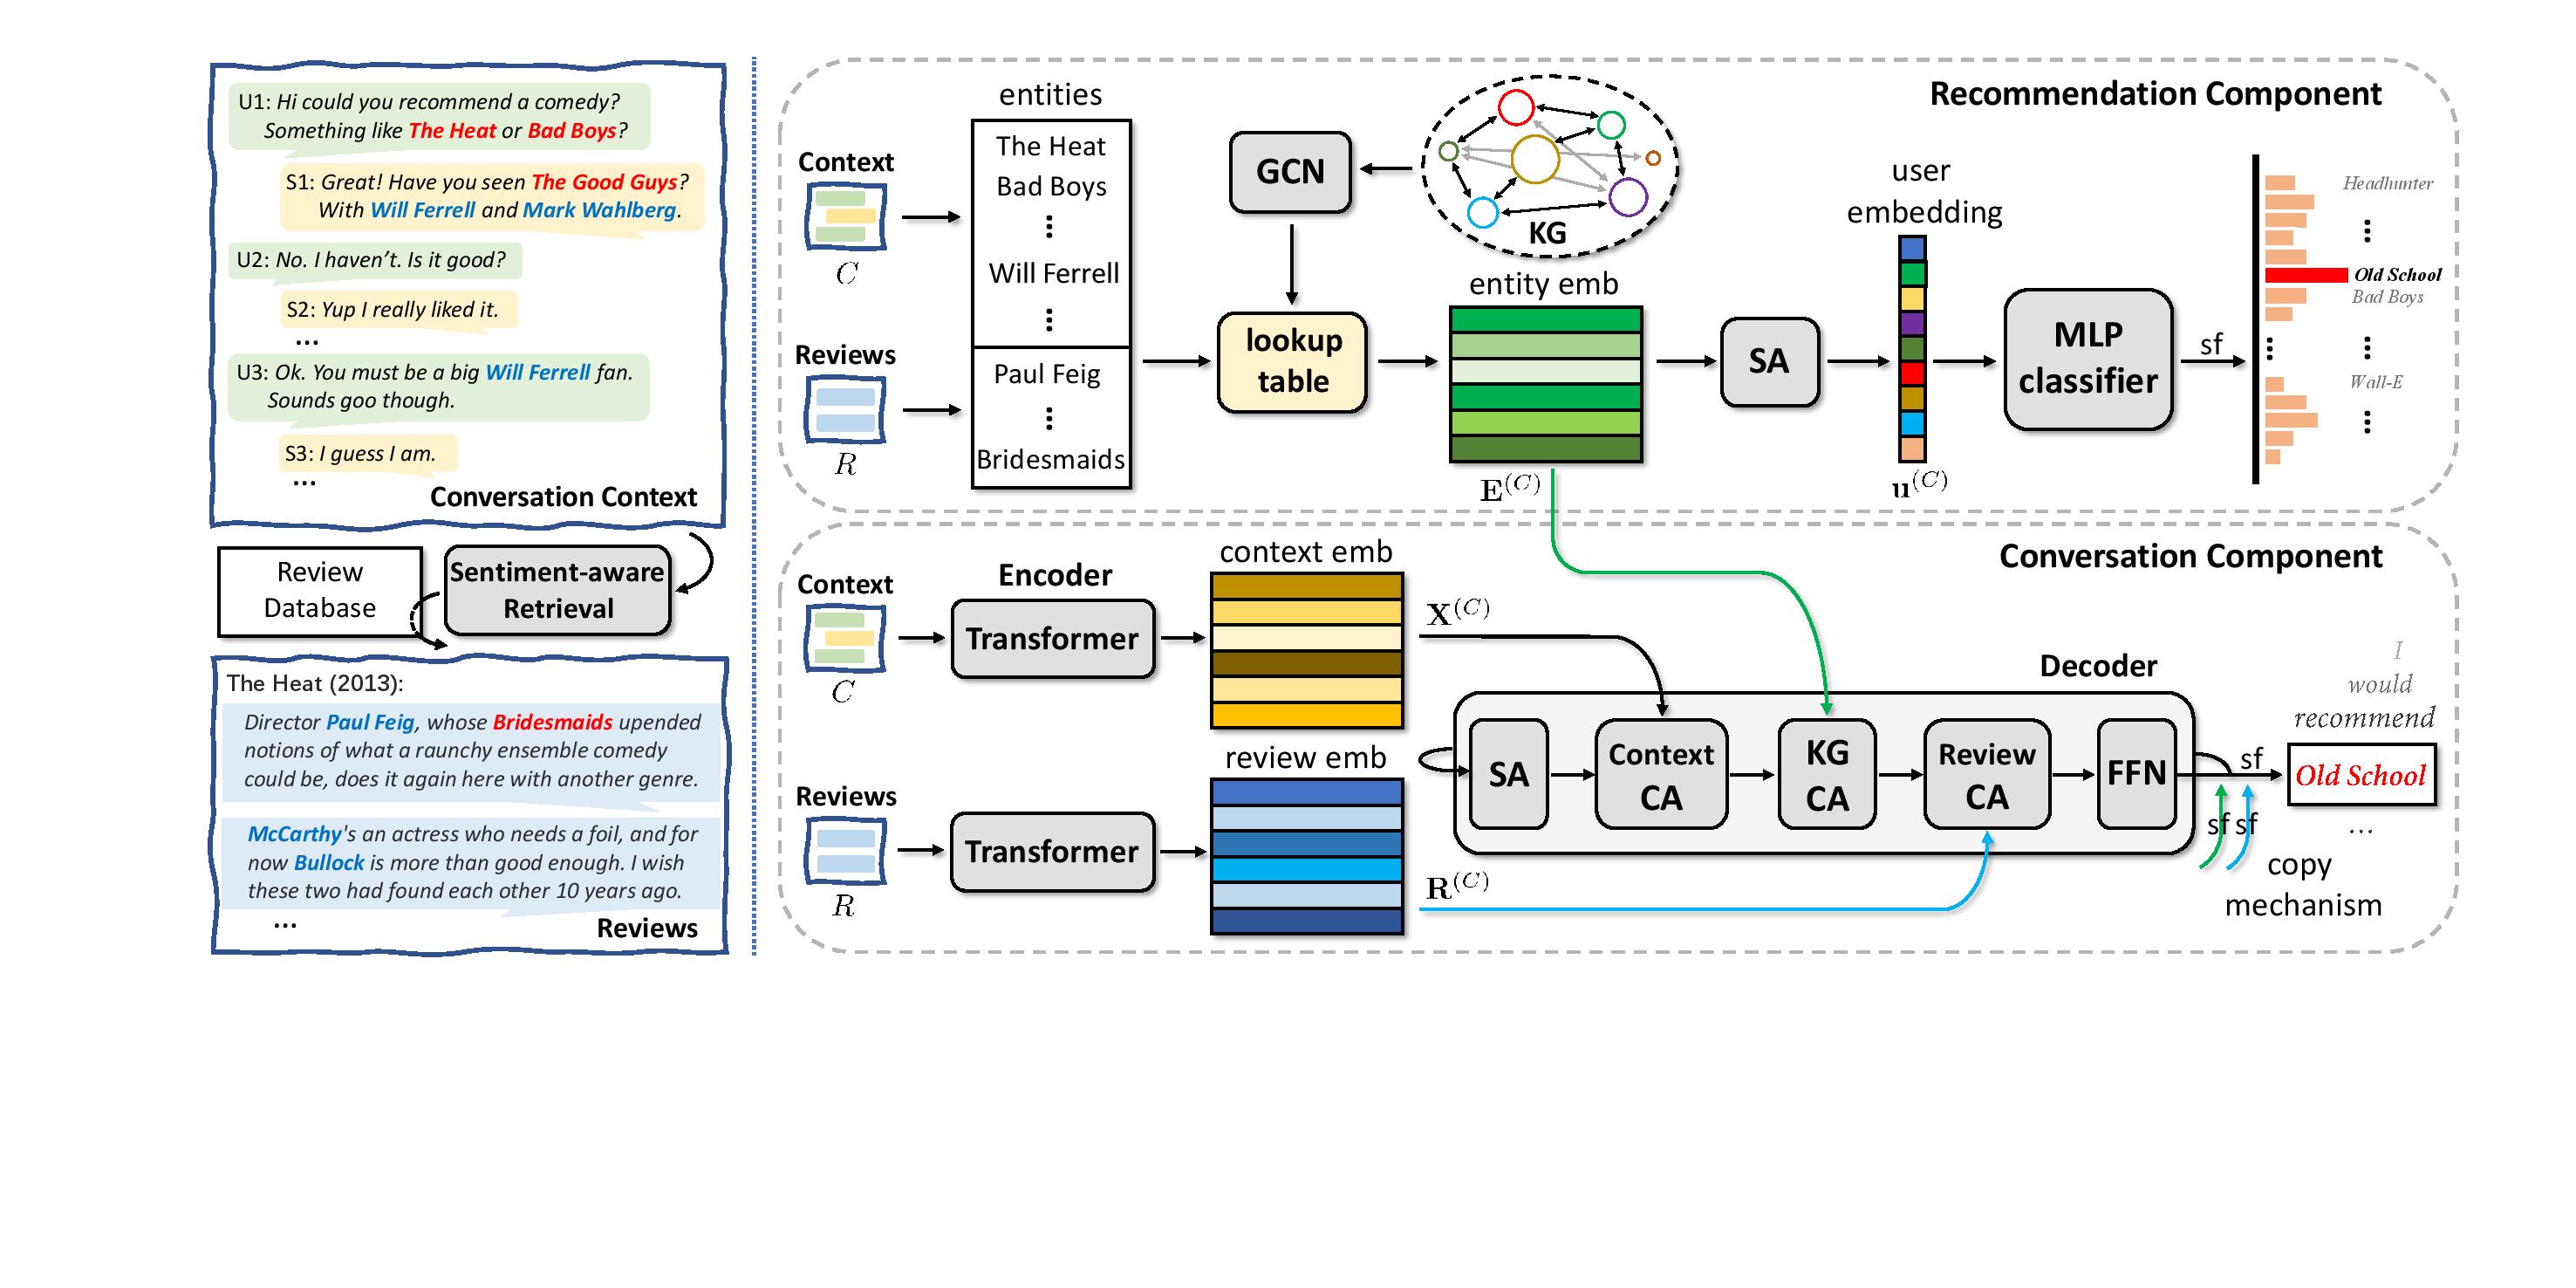 U1: Hi could you recommend a comedy?
Something like The Heat or Bad Boys?
S1: Great! Have you seen The Good Guys?
With Will Ferrell and Mark Wahlberg.
U2: No. I haven't. Is it good?
S2: Yup I really liked it.
...
U3: Ok. You must be a big Will Ferrell fan.
Sounds goo though.
S3: I guess I am.
...
Conversation Context
Review
Database
Sentiment-aware
Retrieval
The Heat (2013):
Director Paul Feig, whose Bridesmaids upended
notions of what a raunchy ensemble comedy
could be, does it again here with another genre.
McCarthy's an actress who needs a foil, and for
now Bullock is more than good enough. I wish
these two had found each other 10 years ago.
...
Reviews
Recommendation Component
Context
C
Reviews
R
entities
The Heat
Bad Boys
⋮
Will Ferrell
⋮
Paul Feig
⋮
Bridesmaids
GCN
KG
lookup
table
entity emb
E^(C)
SA
user
embedding
u^(C)
MLP
classifier
sf
Headhunter
⋮
Old School
Bad Boys
⋮
⋮
Wall-E
⋮
Conversation Component
Context
C
Reviews
R
Encoder
Transformer
Transformer
context emb
X^(C)
review emb
R^(C)
Decoder
SA
Context
CA
KG
CA
Review
CA
FFN
sf
sf sf
copy
mechanism
I
would
recommend
Old School
...